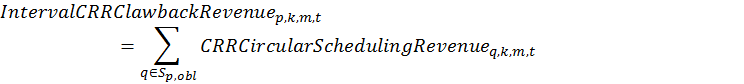 IntervalCRRClawbackRevenue_{p,k,m,t}
= ∑_{q∈S_{p,obl}} CRRCircularSchedulingRevenue_{q,k,m,t}